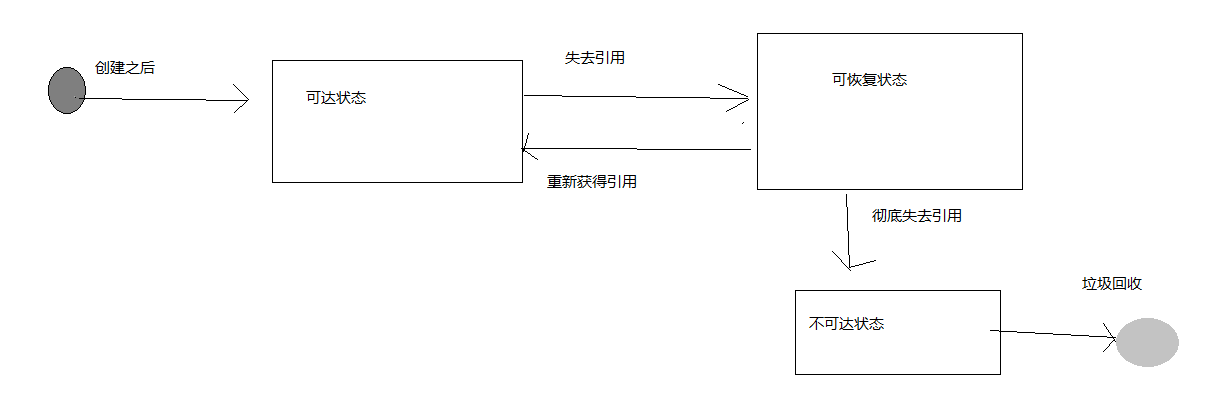 创建之后
可达状态
失去引用
可恢复状态
重新获得引用
彻底失去引用
不可达状态
垃圾回收